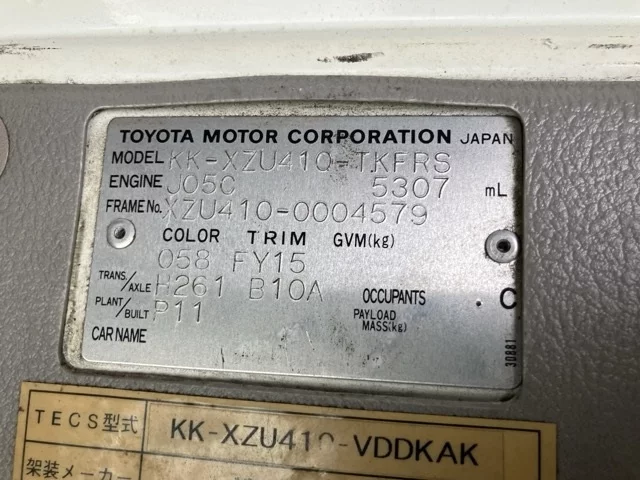 TOYOTA MOTOR CORPORATION JAPAN
MODEL KK-XZU410-TKFRS
ENGINE J05C 5307 mL
FRAME No. XZU410-0004579
COLOR TRIM GVM(kg)
058 FY15
TRANS/AXLE H261 B10A OCCUPANTS C
PLANT/BUILT P11 PAYLOAD MASS(kg)
CAR NAME
30881
TECS型式 KK-XZU410-VDDKAK
架装メーカー